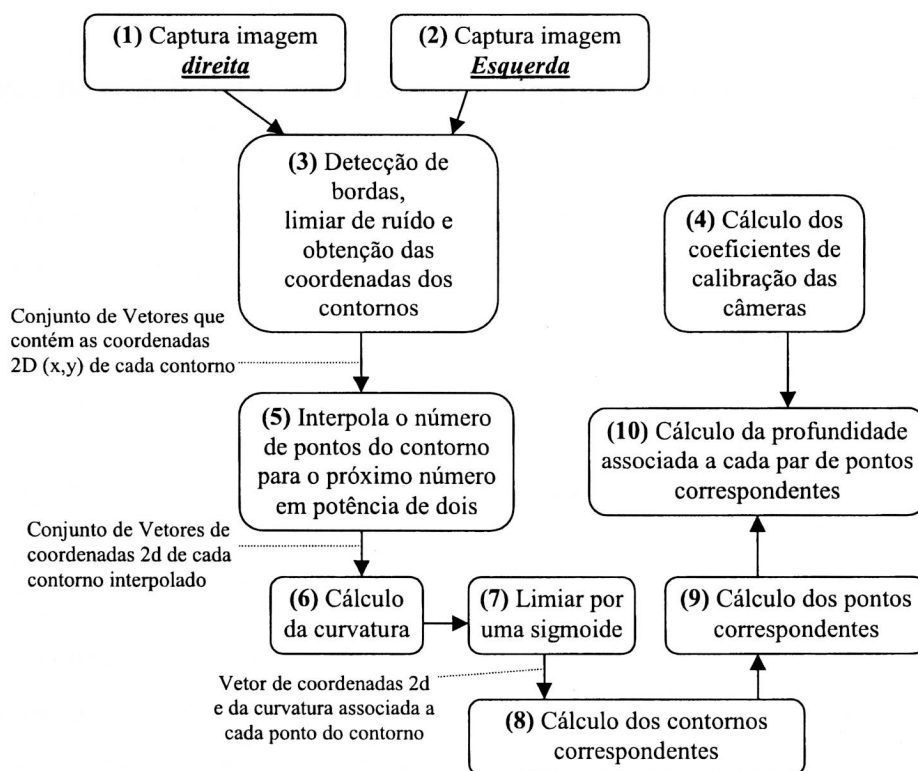 (1) Captura imagem
direita
(2) Captura imagem
Esquerda
(3) Detecção de
bordas,
limiar de ruído e
obtenção das
coordenadas dos
contornos
(4) Cálculo dos
coeficientes de
calibração das
câmeras
Conjunto de Vetores que
contém as coordenadas
2D (x,y) de cada contorno
(5) Interpola o número
de pontos do contorno
para o próximo número
em potência de dois
(10) Cálculo da profundidade
associada a cada par de pontos
correspondentes
Conjunto de Vetores de
coordenadas 2d de cada
contorno interpolado
(6) Cálculo
da curvatura
(7) Limiar por
uma sigmoide
(9) Cálculo dos pontos
correspondentes
Vetor de coordenadas 2d
e da curvatura associada a
cada ponto do contorno
(8) Cálculo dos contornos
correspondentes